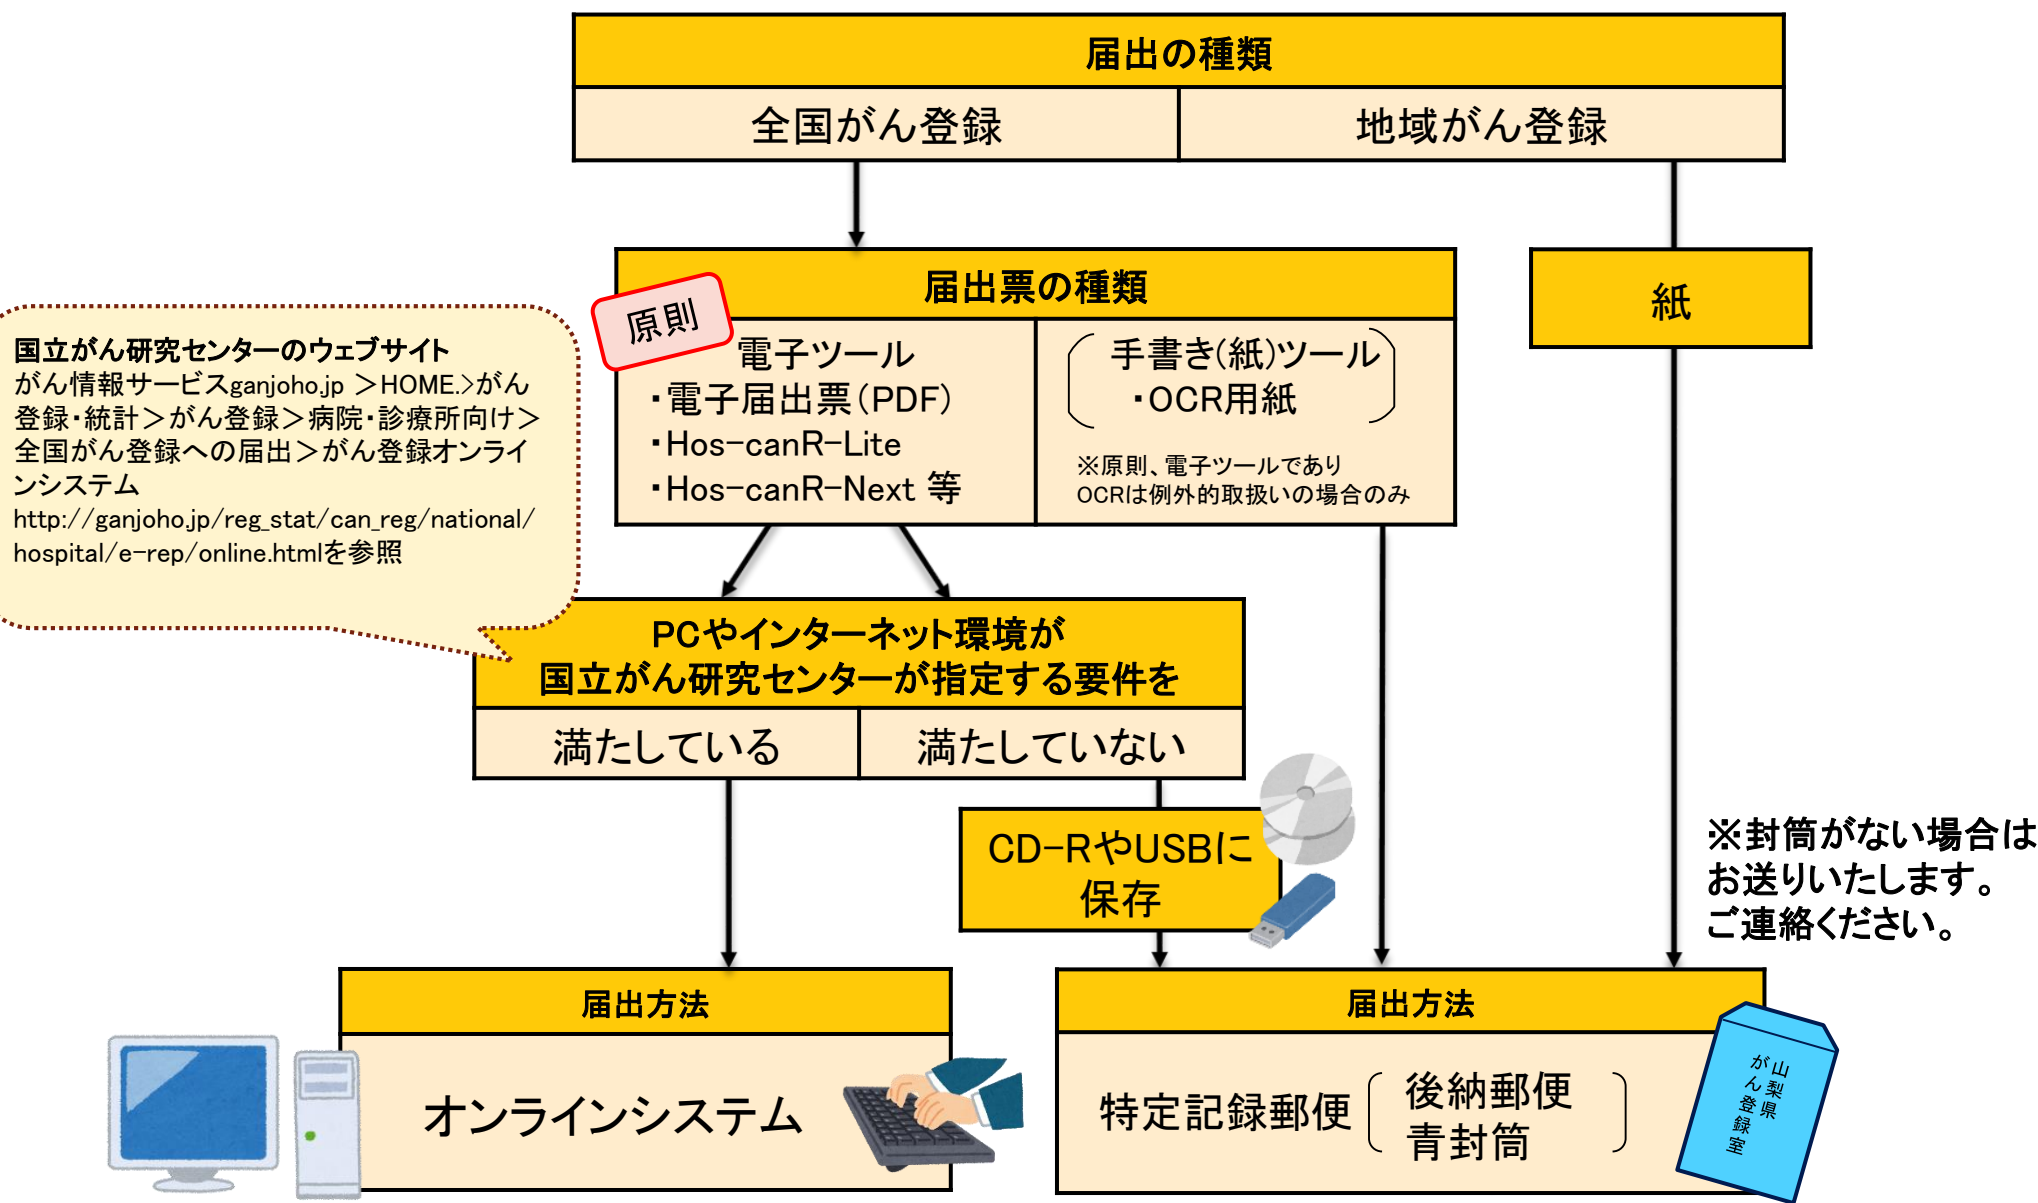 届出の種類
全国がん登録
地域がん登録
届出票の種類
原則
電子ツール
・電子届出票(PDF)
・Hos-canR-Lite
・Hos-canR-Next 等
手書き(紙)ツール
・OCR用紙
※原則、電子ツールであり
OCRは例外的取扱いの場合のみ
紙
国立がん研究センターのウェブサイト
がん情報サービスganjoho.jp ＞HOME.>がん
登録・統計＞がん登録＞病院・診療所向け＞
全国がん登録への届出＞がん登録オンライ
ンシステム
http://ganjoho.jp/reg_stat/can_reg/national/
hospital/e-rep/online.htmlを参照
PCやインターネット環境が
国立がん研究センターが指定する要件を
満たしている
満たしていない
CD-RやUSBに
保存
※封筒がない場合は
お送りいたします。
ご連絡ください。
届出方法
オンラインシステム
届出方法
特定記録郵便
後納郵便
青封筒
山梨県
がん登録室